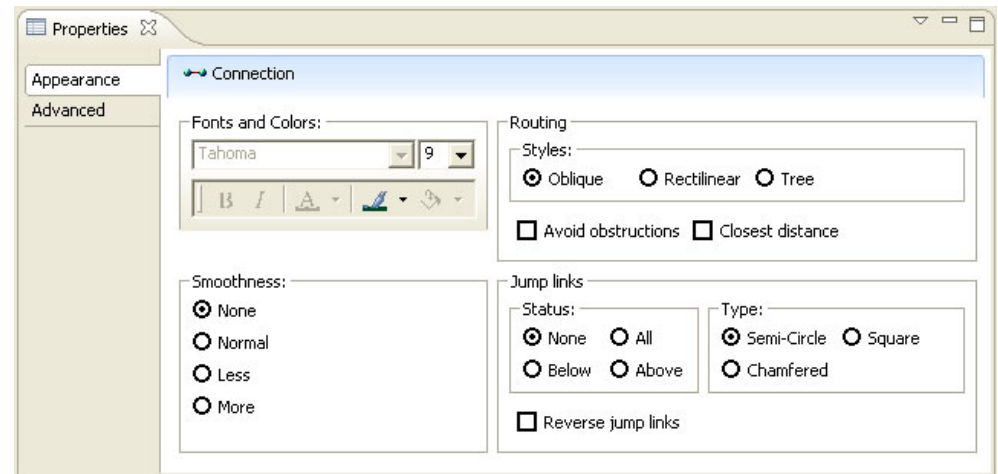 Properties
Appearance
Advanced
Connection
Fonts and Colors:
Tahoma 9
B I A
Routing
Styles:
Oblique Rectilinear Tree
Avoid obstructions Closest distance
Smoothness:
None
Normal
Less
More
Jump links
Status:
None All
Below Above
Type:
Semi-Circle Square
Chamfered
Reverse jump links